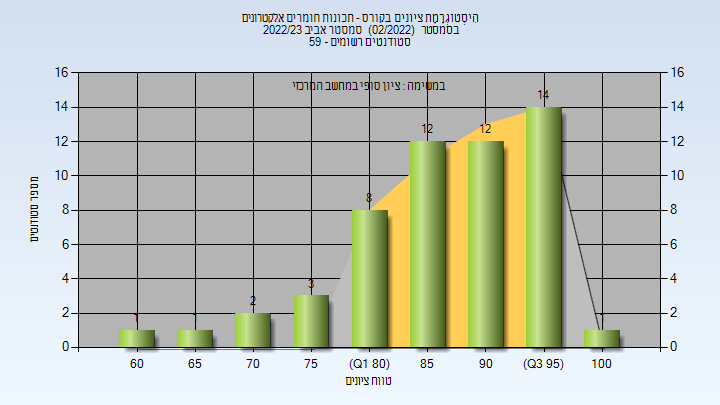 הִיסְטוֹגְרַמַת ציונים בקורס - תכונות חומרים אלקטרונים
בסמסטר (02/2022) סמסטר אביב 2022/23
סטודנטים רשומים - 59
במשימה : ציון סופי במחשב המרכזי
מספר סטודנטים
16 16
14 14
12 12
10 10
8 8
6 6
4 4
2 2
0 0
1 1 2 3 8 12 12 14 1
60 65 70 75 (Q1 80) 85 90 (Q3 95) 100
טווח ציונים